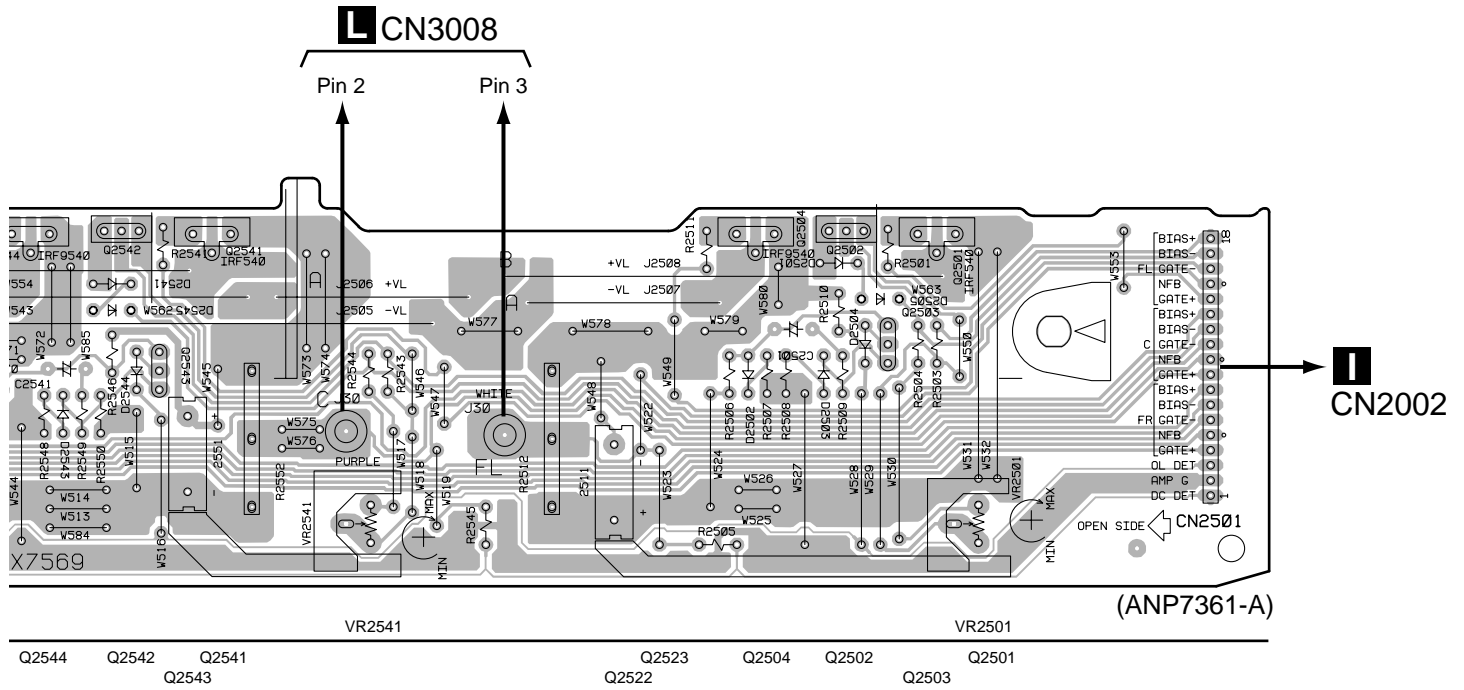 L CN3008
Pin 2 Pin 3
Q2542 R2541 Q2541
IRF9540 IRF540
W554
D2541
W562 D2545
W572 W585
C2541
R2546
D2544
Q2543
W545
R2548
D2543
R2549
R2550
W515
W544
W514
W513
W584
W516
X7569
2551
+
-
R2552
A
J2506 +VL
J2505 -VL
W573
W574
R2544
R2543
W546
W547
C J30
W575
W576
PURPLE
W517
W518
W519
VR2541
MAX
MIN
R2545
B
A
W577
WHITE
J30
FL
R2512
+VL J2508
-VL J2507
W578
W579
W549
W548
W522
2511
-
+
W523
R2505
R2511
IRF9540
Q2504
Q2502
D2501
W580
R2510
D2504
C2501
R2506
D2502
R2507
R2508
D2503
R2509
W524
W526
W525
W527
W528
W529
W530
R2501
Q2501
IRF540
W563
D2505
Q2503
R2504
R2503
W550
W531
W532
VR2501
MAX
MIN
W553
BIAS+ 18
BIAS-
FL GATE-
NFB
GATE+
BIAS+
BIAS-
C GATE-
NFB
GATE+
BIAS+
BIAS-
FR GATE-
NFB
GATE+
OL DET
AMP G
DC DET 1
OPEN SIDE CN2501
I
CN2002
(ANP7361-A)
VR2541 VR2501
Q2544 Q2542 Q2541 Q2523 Q2504 Q2502 Q2501
Q2543 Q2522 Q2503